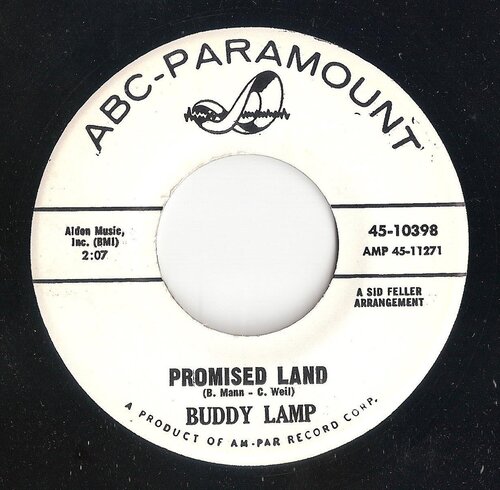 ABC-PARAMOUNT
Aldon Music,
Inc. (BMI)
2:07
45-10398
AMP 45-11271
A SID FELLER
ARRANGEMENT
PROMISED LAND
(B. Mann - C. Weil)
BUDDY LAMP
A PRODUCT OF AM-PAR RECORD CORP.